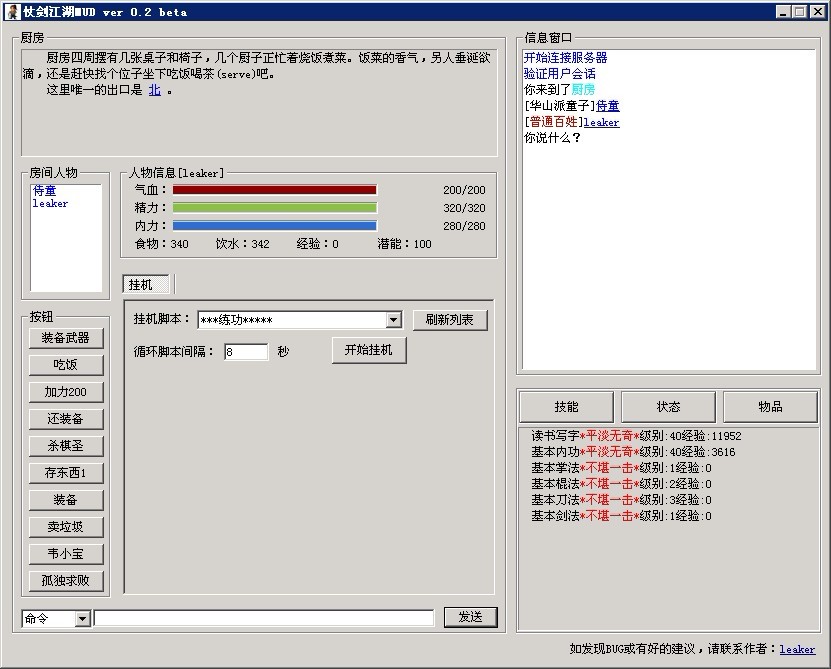 仗剑江湖MUD ver 0.2 beta
厨房
厨房四周摆有几张桌子和椅子，几个厨子正忙着烧饭煮菜。饭菜的香气，另人垂诞欲
滴，还是赶快找个位子坐下吃饭喝茶(serve)吧。
这里唯一的出口是 北 。
房间人物
侍童
leaker
人物信息[leaker]
气血： 200/200
精力： 320/320
内力： 280/280
食物：340 饮水：342 经验：0 潜能：100
挂机
挂机脚本： ***练功***** 刷新列表
循环脚本间隔： 8 秒 开始挂机
按钮
装备武器
吃饭
加力200
还装备
杀棋圣
存东西1
装备
卖垃圾
韦小宝
孤独求败
命令 发送
信息窗口
开始连接服务器
验证用户会话
你来到了厨房
[华山派童子]侍童
[普通百姓]leaker
你说什么？
技能 状态 物品
读书写字*平淡无奇*级别:40经验:11952
基本内功*平淡无奇*级别:40经验:3616
基本掌法*不堪一击*级别:1经验:0
基本棍法*不堪一击*级别:2经验:0
基本刀法*不堪一击*级别:3经验:0
基本剑法*不堪一击*级别:1经验:0
如发现BUG或有好的建议，请联系作者：leaker